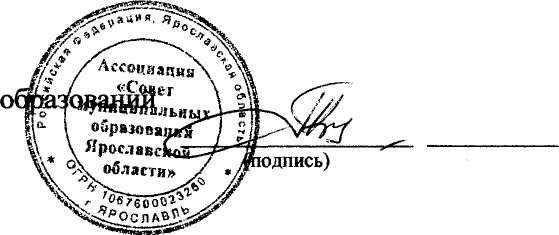 Российская Федерация, Ярославская область
Ассоциация
«Совет
муниципальных
образований
Ярославской
области»
ОГРН 1067600023260
г ЯРОСЛАВЛЬ
образований
(подпись)